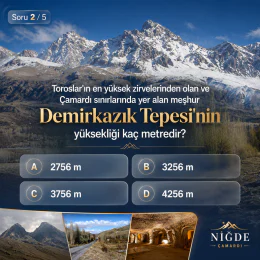 Soru 2 / 5
Toroslar'ın en yüksek zirvelerinden olan ve
Çamardı sınırlarında yer alan meşhur
Demirkazık Tepesi'nin
yüksekliği kaç metredir?
A 2756 m
B 3256 m
C 3756 m
D 4256 m
NİĞDE
ÇAMARDI